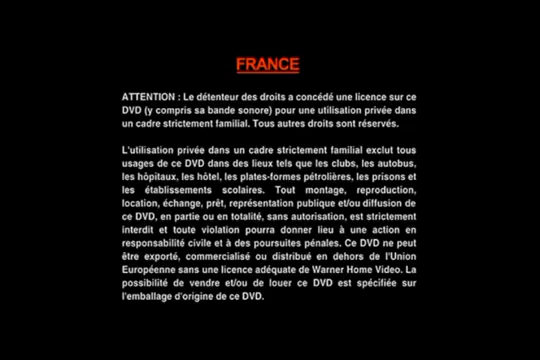 FRANCE
ATTENTION : Le détenteur des droits a concédé une licence sur ce
DVD (y compris sa bande sonore) pour une utilisation privée dans
un cadre strictement familial. Tous autres droits sont réservés.
L'utilisation privée dans un cadre strictement familial exclut tous
usages de ce DVD dans des lieux tels que les clubs, les autobus,
les hôpitaux, les hôtel, les plates-formes pétrolières, les prisons et
les établissements scolaires. Tout montage, reproduction,
location, échange, prêt, représentation publique et/ou diffusion de
ce DVD, en partie ou en totalité, sans autorisation, est strictement
interdit et toute violation pourra donner lieu à une action en
responsabilité civile et à des poursuites pénales. Ce DVD ne peut
être exporté, commercialisé ou distribué en dehors de l'Union
Européenne sans une licence adéquate de Warner Home Video. La
possibilité de vendre et/ou de louer ce DVD est spécifiée sur
l'emballage d'origine de ce DVD.